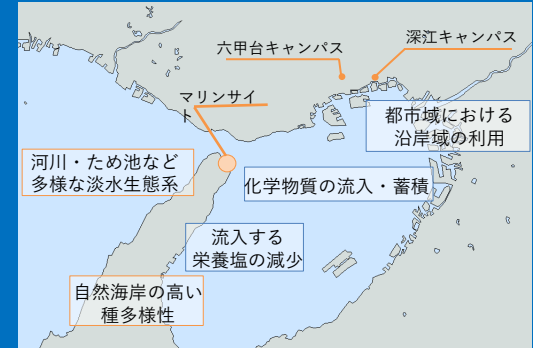 六甲台キャンパス
深江キャンパス
マリンサイ
ト
都市域における
沿岸域の利用
河川・ため池など
多様な淡水生態系
化学物質の流入・蓄積
流入する
栄養塩の減少
自然海岸の高い
種多様性